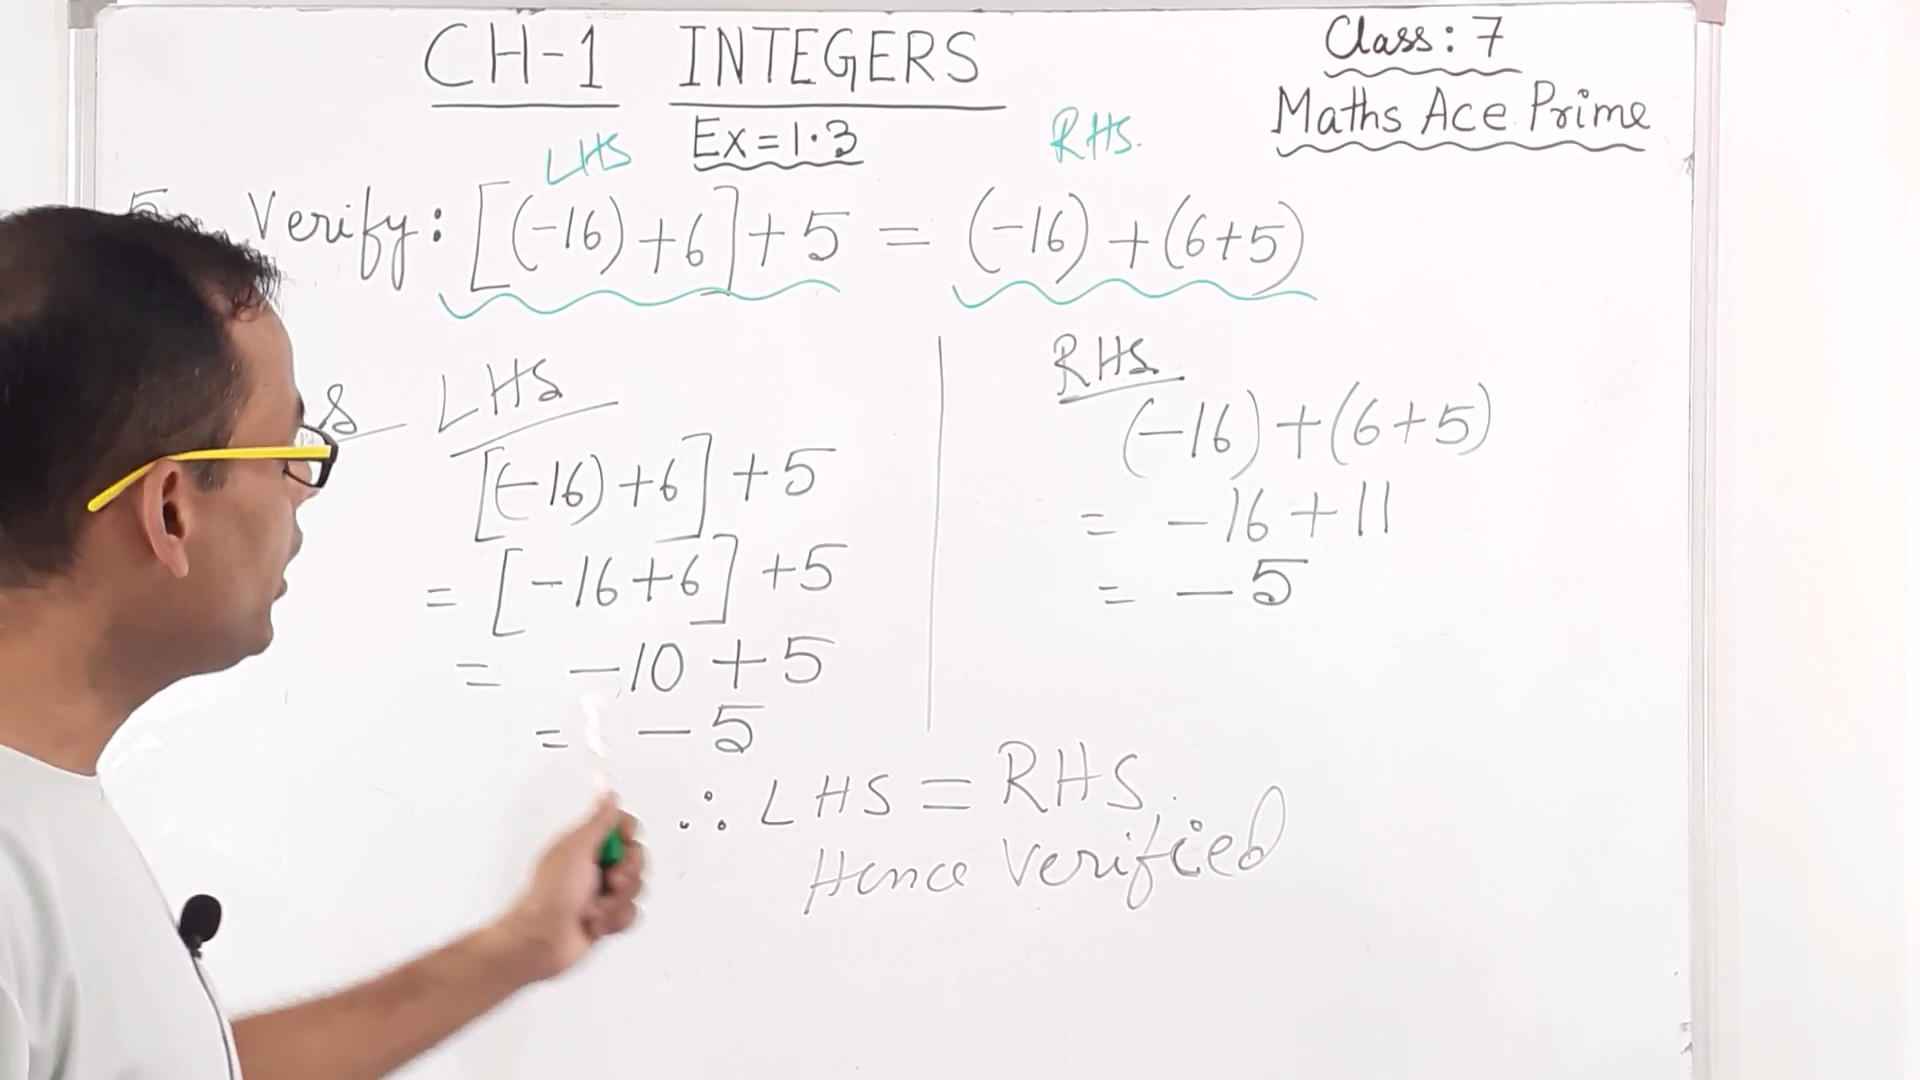 CH-1 INTEGERS
Class: 7
Ex=1.3
Maths Ace Prime
LHS
RHS.
Verify: [(-16)+6]+5 = (-16)+(6+5)
LHS
[(-16)+6]+5
= [-16+6]+5
= -10+5
= -5
RHS
(-16)+(6+5)
= -16+11
= -5
∴ LHS = RHS.
Hence Verified